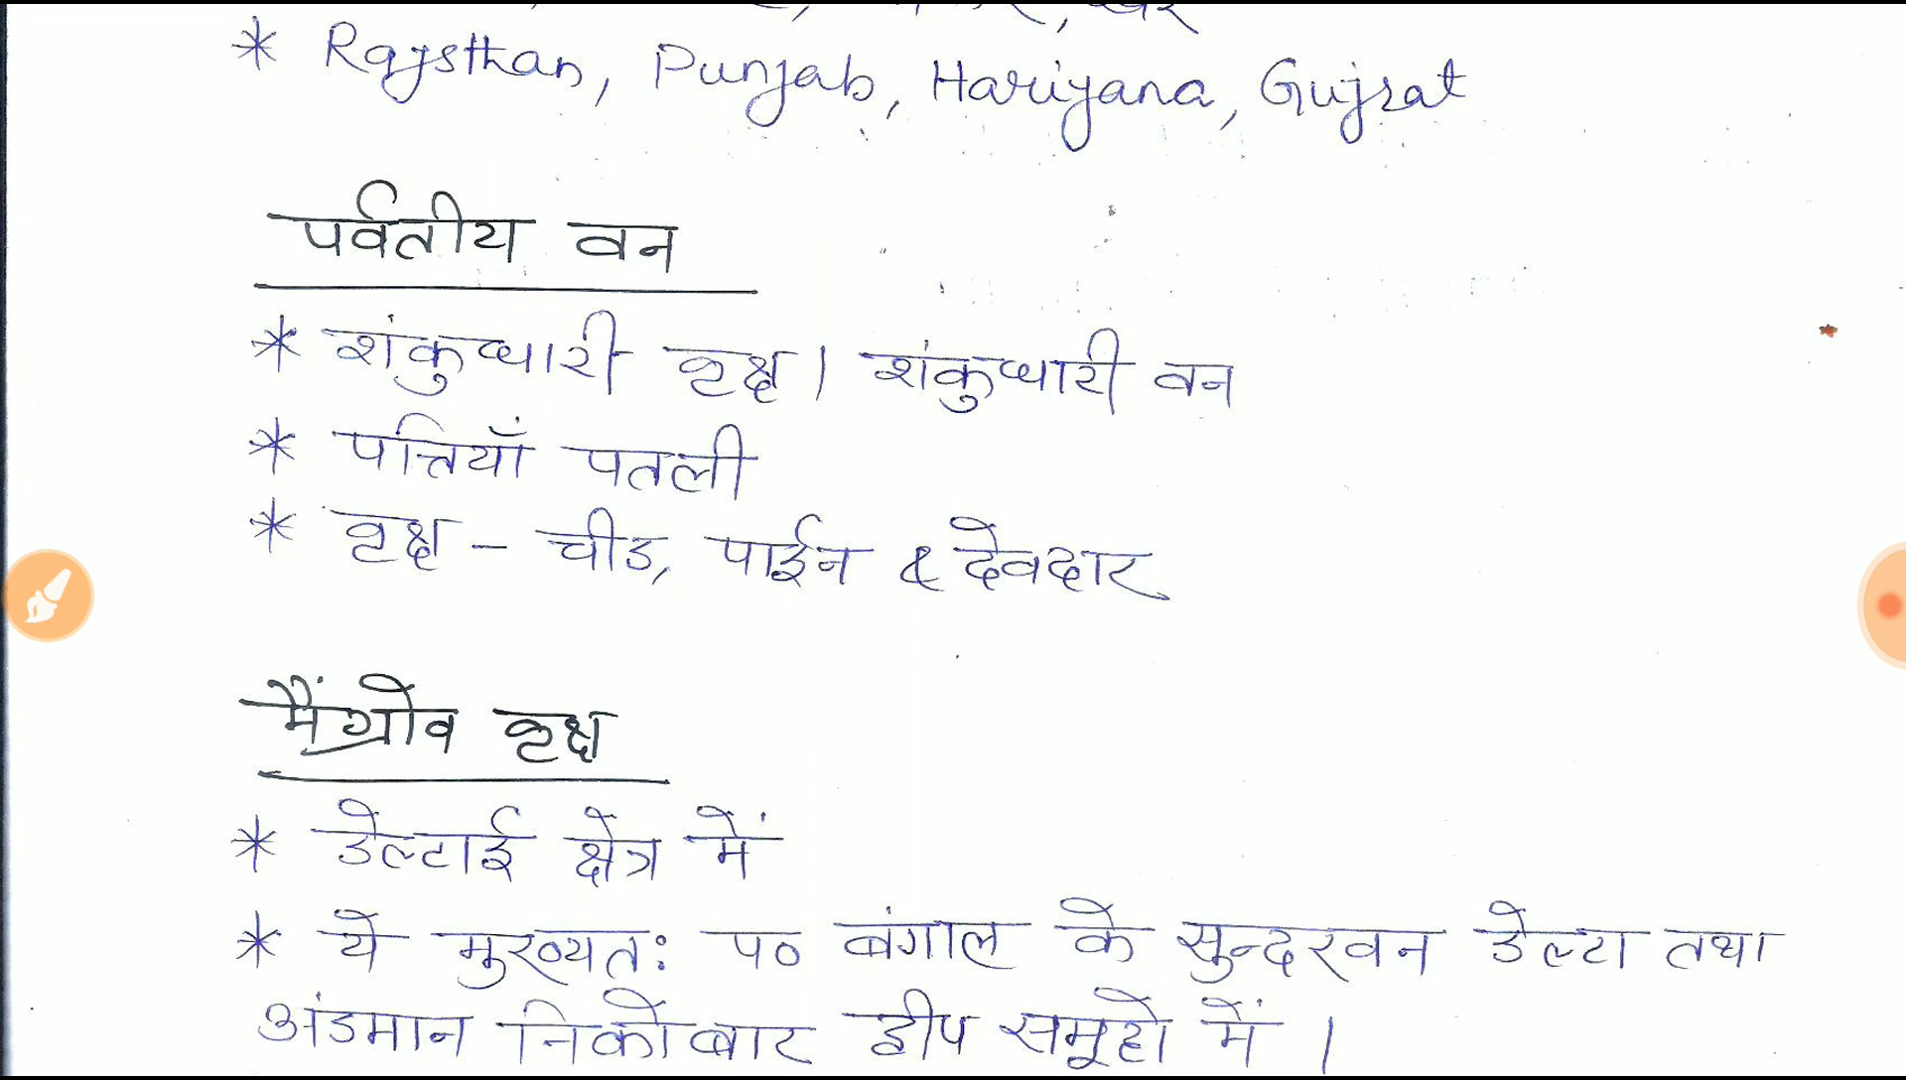 * Rajsthan, Punjab, Hariyana, Gujrat
पर्वतीय वन
* शंकुधारी वृक्ष। शंकुधारी वन
* पत्तियाँ पतली
* वृक्ष - चीड, पाईन & देवदार
मैंग्रोव वृक्ष
* डेल्टाई क्षेत्र में
* ये मुख्यतः प० बंगाल के सुन्दरवन डेल्टा तथा
अंडमान निकोबार द्वीप समूहो में ।